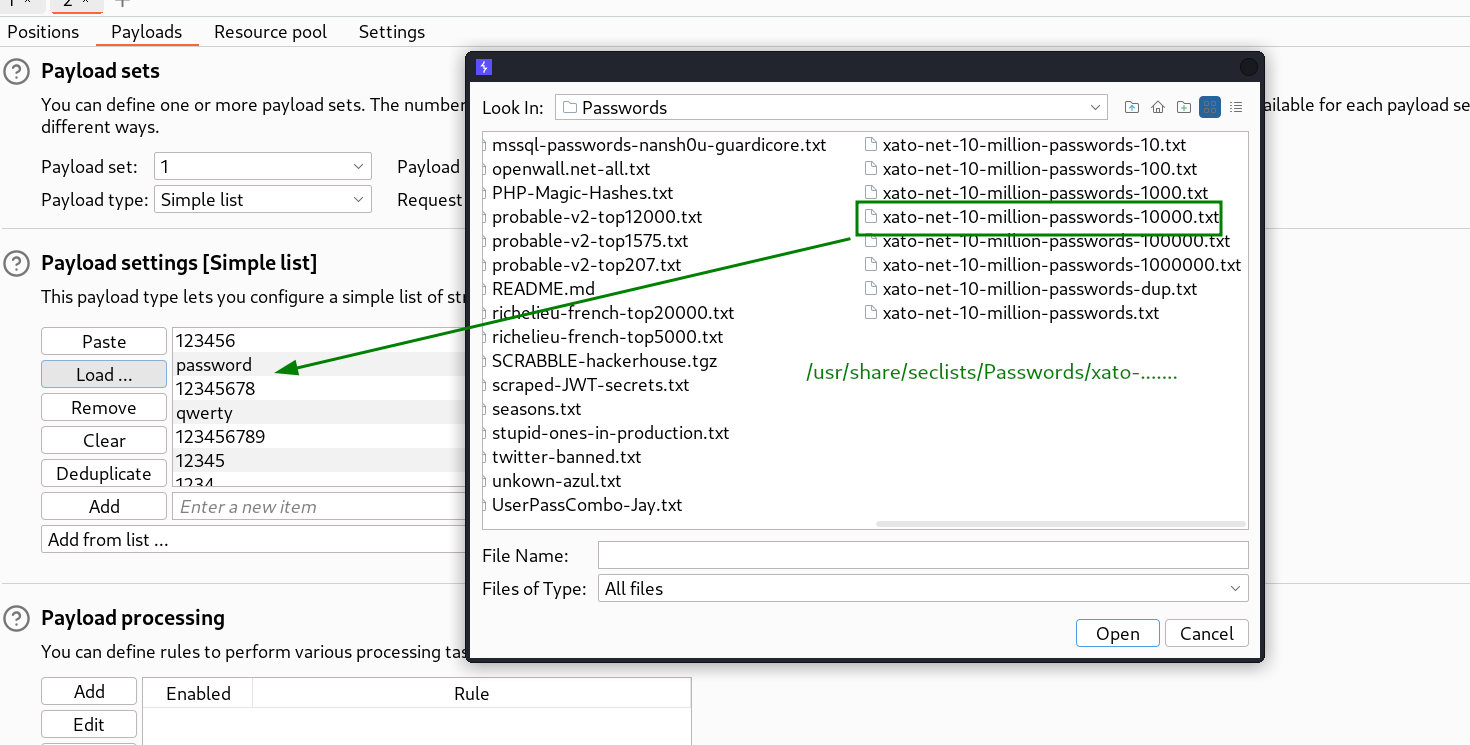 1 × 2 × +
Positions Payloads Resource pool Settings
? Payload sets
You can define one or more payload sets. The number
ailable for each payload se
different ways.
Payload set: 1 Payload
Payload type: Simple list Request
? Payload settings [Simple list]
This payload type lets you configure a simple list of str
Paste
Load ...
Remove
Clear
Deduplicate
Add
123456
password
12345678
qwerty
123456789
12345
1234
Enter a new item
Add from list ...
? Payload processing
You can define rules to perform various processing tas
Add
Edit
Enabled Rule
Look In: Passwords
mssql-passwords-nansh0u-guardicore.txt
openwall.net-all.txt
PHP-Magic-Hashes.txt
probable-v2-top12000.txt
probable-v2-top1575.txt
probable-v2-top207.txt
README.md
richelieu-french-top20000.txt
richelieu-french-top5000.txt
SCRABBLE-hackerhouse.tgz
scraped-JWT-secrets.txt
seasons.txt
stupid-ones-in-production.txt
twitter-banned.txt
unkown-azul.txt
UserPassCombo-Jay.txt
xato-net-10-million-passwords-10.txt
xato-net-10-million-passwords-100.txt
xato-net-10-million-passwords-1000.txt
xato-net-10-million-passwords-10000.txt
xato-net-10-million-passwords-100000.txt
xato-net-10-million-passwords-1000000.txt
xato-net-10-million-passwords-dup.txt
xato-net-10-million-passwords.txt
/usr/share/seclists/Passwords/xato-.......
File Name:
Files of Type: All files
Open Cancel